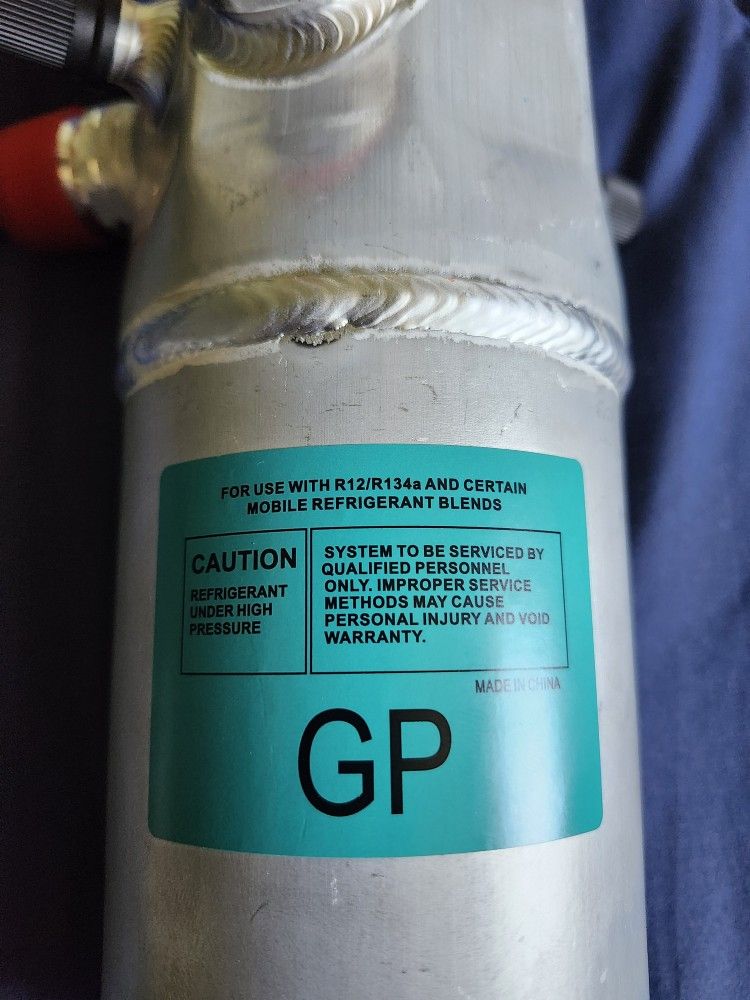 FOR USE WITH R12/R134a AND CERTAIN
MOBILE REFRIGERANT BLENDS
CAUTION
REFRIGERANT
UNDER HIGH
PRESSURE
SYSTEM TO BE SERVICED BY
QUALIFIED PERSONNEL
ONLY. IMPROPER SERVICE
METHODS MAY CAUSE
PERSONAL INJURY AND VOID
WARRANTY.
MADE IN CHINA
GP